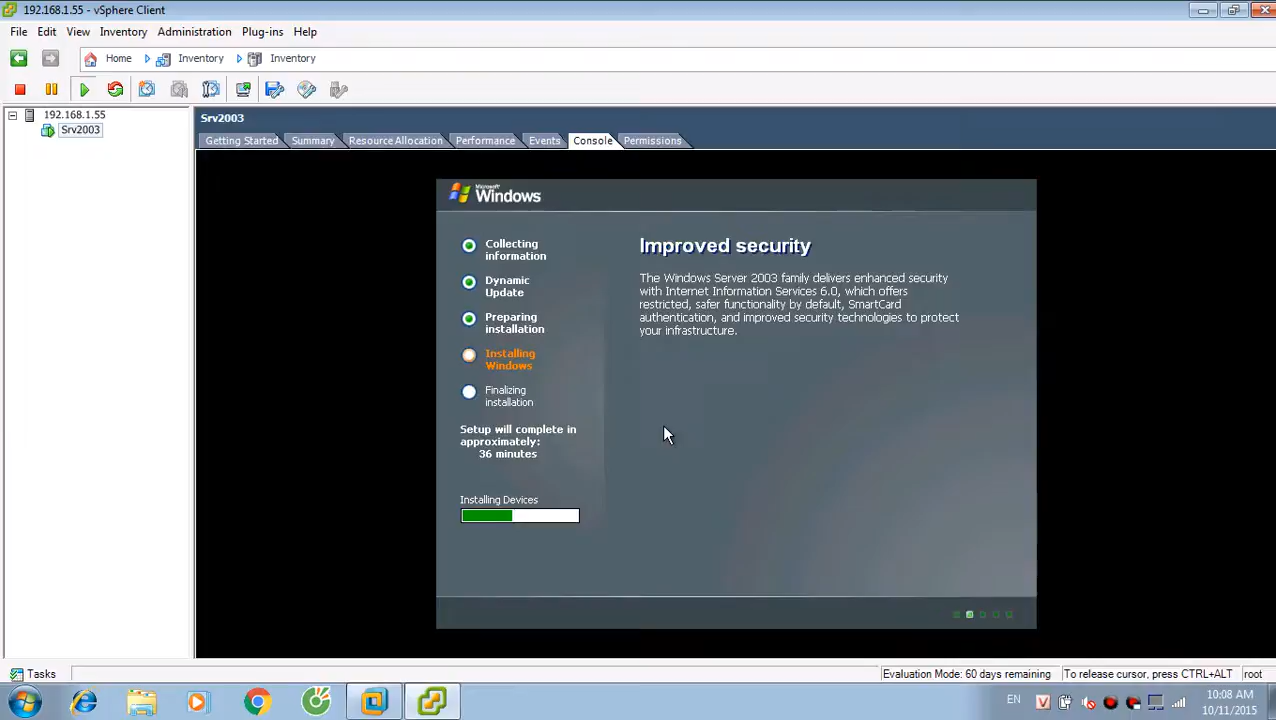 192.168.1.55 - vSphere Client
File Edit View Inventory Administration Plug-ins Help
Home Inventory Inventory
192.168.1.55
Srv2003
Srv2003
Getting Started Summary Resource Allocation Performance Events Console Permissions
Microsoft
Windows
Collecting
information
Dynamic
Update
Preparing
installation
Installing
Windows
Finalizing
installation
Setup will complete in
approximately:
36 minutes
Installing Devices
Improved security
The Windows Server 2003 family delivers enhanced security
with Internet Information Services 6.0, which offers
restricted, safer functionality by default, SmartCard
authentication, and improved security technologies to protect
your infrastructure.
Tasks
Evaluation Mode: 60 days remaining
To release cursor, press CTRL+ALT
root
EN
10:08 AM
10/11/2015